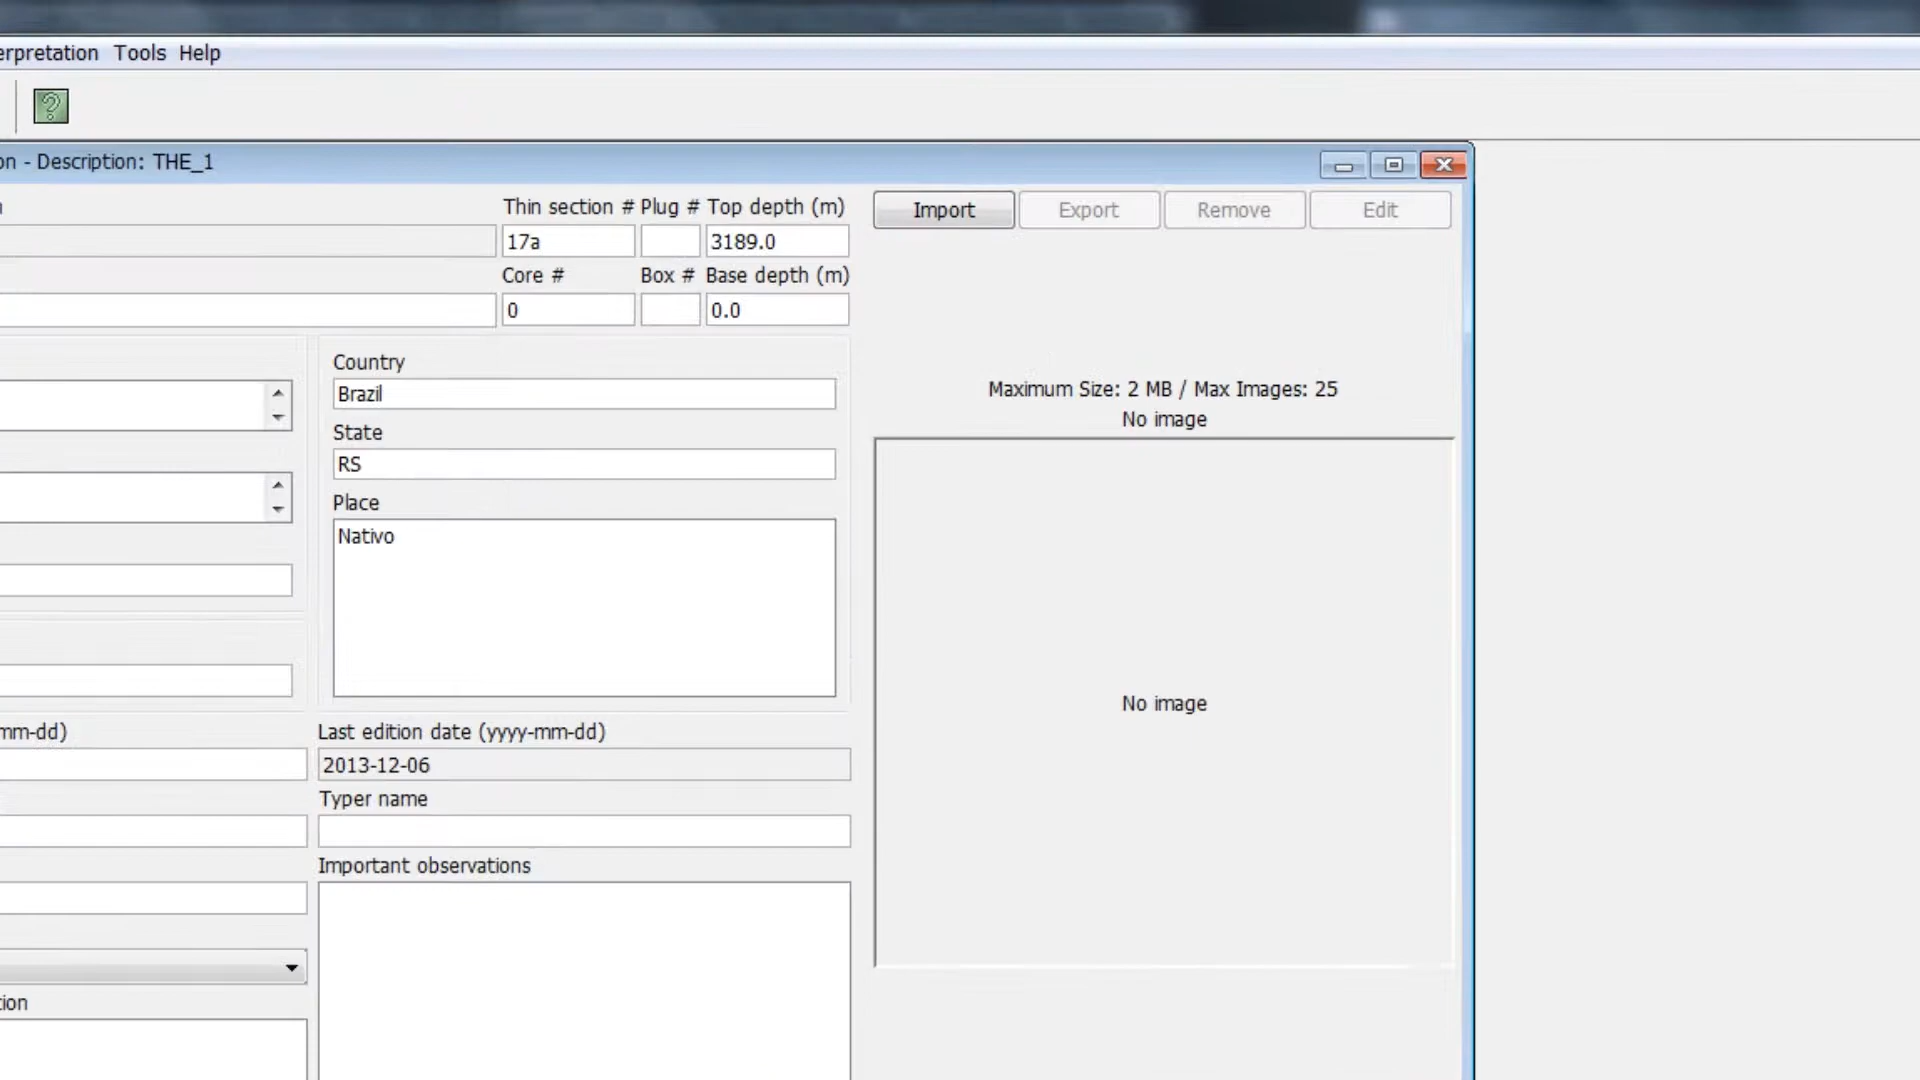 erpretation Tools Help
on - Description: THE_1
Thin section # Plug # Top depth (m)
17a 3189.0
Core # Box # Base depth (m)
0 0.0
Import Export Remove Edit
Maximum Size: 2 MB / Max Images: 25
No image
No image
Country
Brazil
State
RS
Place
Nativo
mm-dd)
Last edition date (yyyy-mm-dd)
2013-12-06
Typer name
Important observations
tion